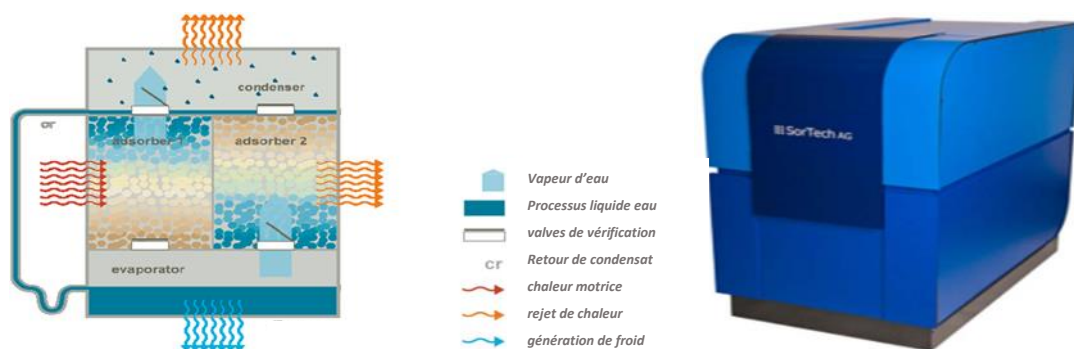 condenser
cr
adsorber 1
adsorber 2
evaporator
Vapeur d'eau
Processus liquide eau
valves de vérification
cr
Retour de condensat
chaleur motrice
rejet de chaleur
génération de froid
SorTech AG